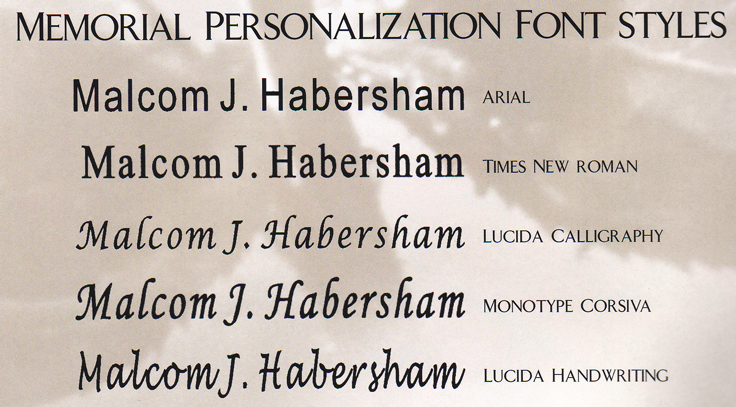 MEMORIAL PERSONALIZATION FONT STYLES
Malcom J. Habersham ARIAL
Malcom J. Habersham TIMES NEW ROMAN
Malcom J. Habersham LUCIDA CALLIGRAPHY
Malcom J. Habersham MONOTYPE CORSIVA
Malcom J. Habersham LUCIDA HANDWRITING